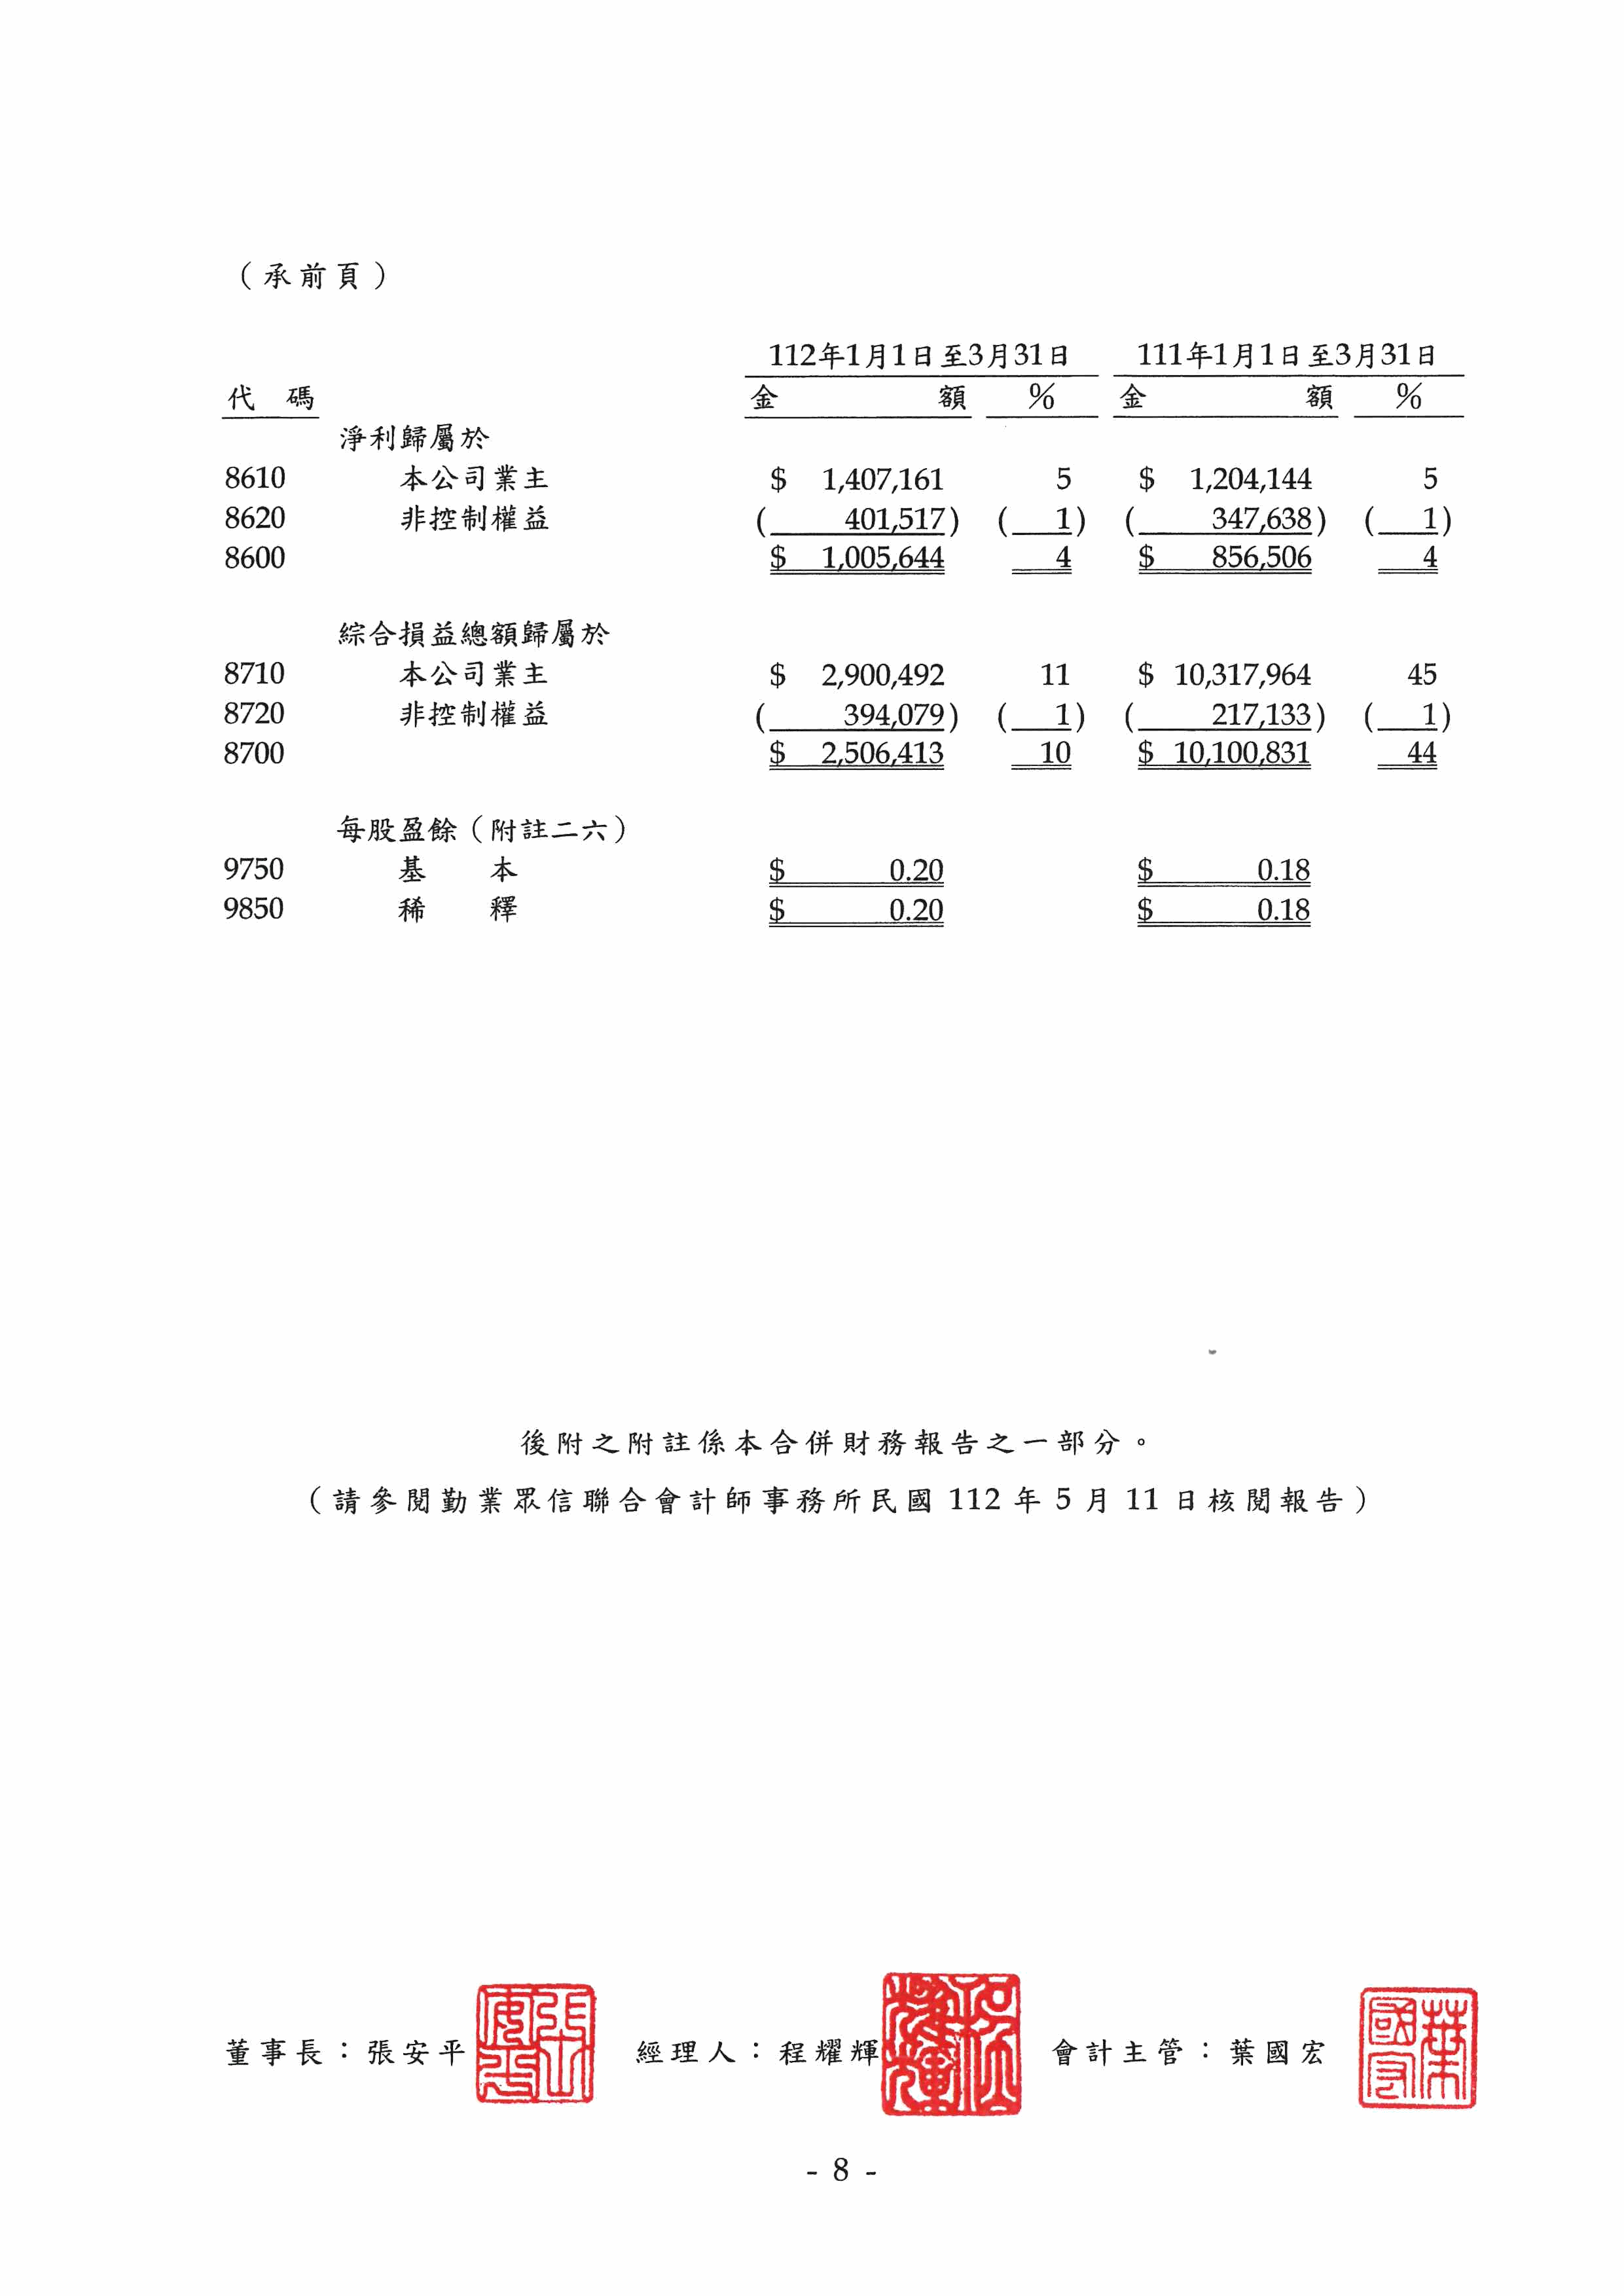 （承前頁）
112年1月1日至3月31日 111年1月1日至3月31日
代碼 金額 % 金額 %
淨利歸屬於
8610 本公司業主 $ 1,407,161 5 $ 1,204,144 5
8620 非控制權益 ( 401,517) ( 1) ( 347,638) ( 1)
8600 $ 1,005,644 4 $ 856,506 4
綜合損益總額歸屬於
8710 本公司業主 $ 2,900,492 11 $ 10,317,964 45
8720 非控制權益 ( 394,079) ( 1) ( 217,133) ( 1)
8700 $ 2,506,413 10 $ 10,100,831 44
每股盈餘（附註二六）
9750 基本 $ 0.20 $ 0.18
9850 稀釋 $ 0.20 $ 0.18
後附之附註係本合併財務報告之一部分。
（請參閱勤業眾信聯合會計師事務所民國 112 年 5 月 11 日核閱報告）
董事長：張安平 經理人：程耀輝 會計主管：葉國宏
- 8 -